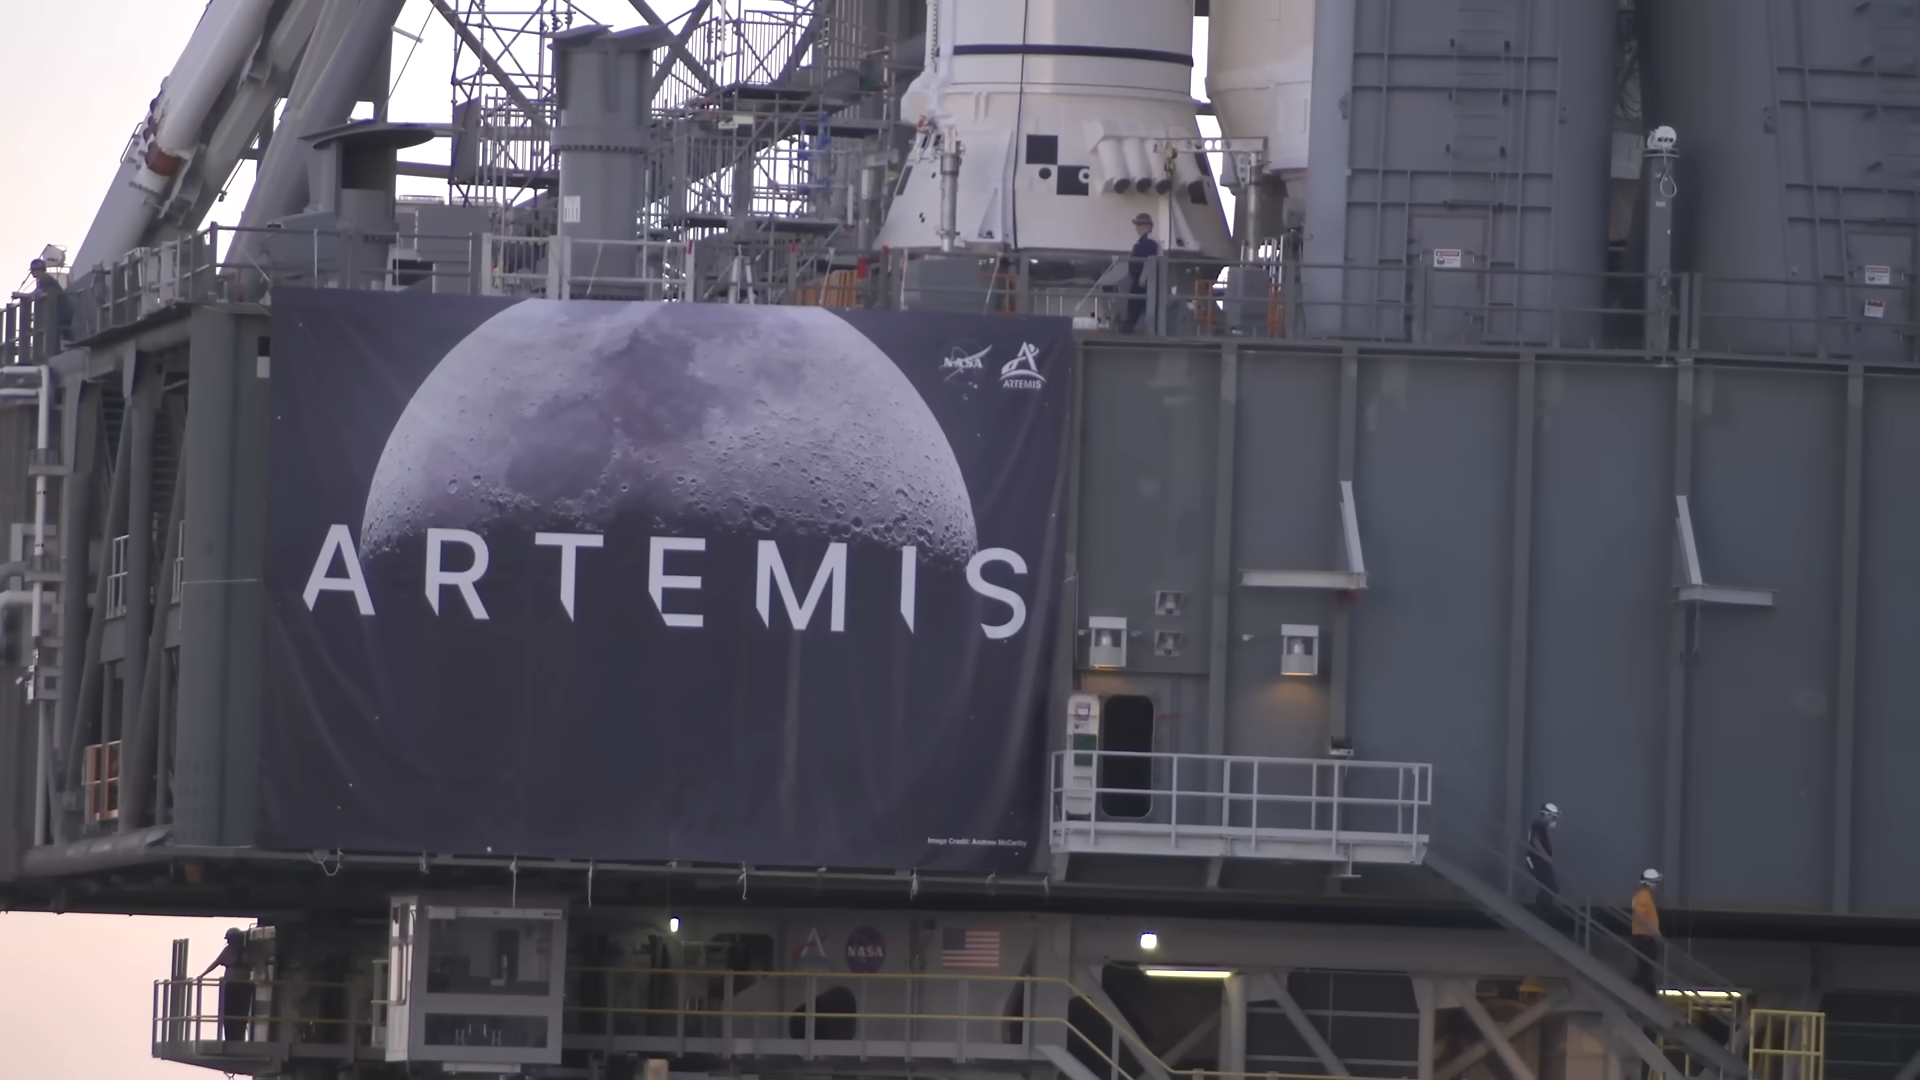 NASA
ARTEMIS
ARTEMIS
Image Credit: Andrew McCarthy
NASA